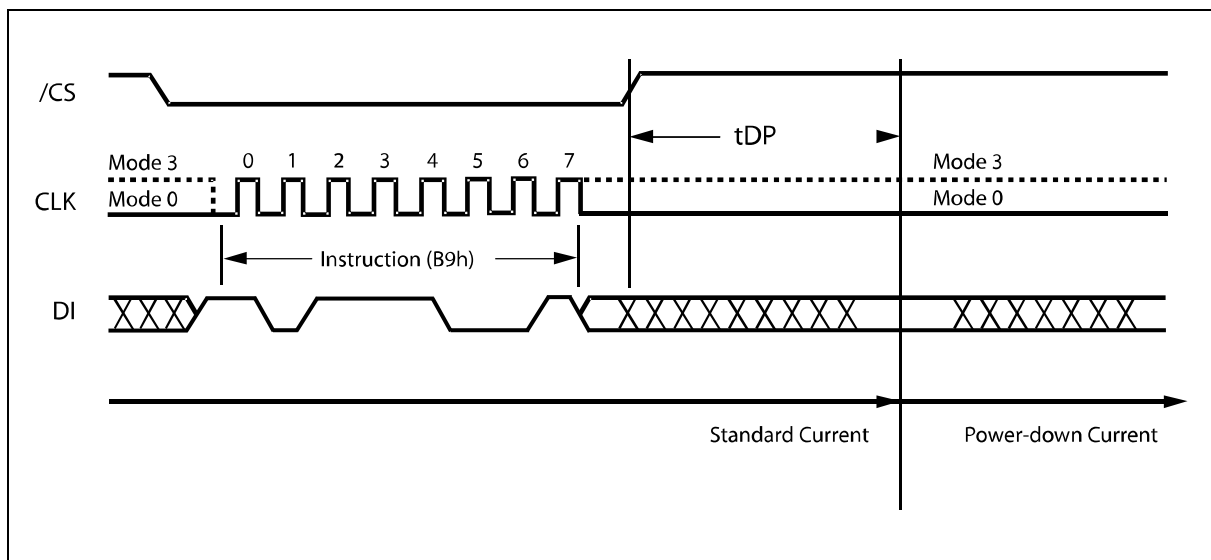 /CS
tDP
Mode 3
0 1 2 3 4 5 6 7
Mode 3
CLK
Mode 0
Mode 0
Instruction (B9h)
DI
Standard Current
Power-down Current